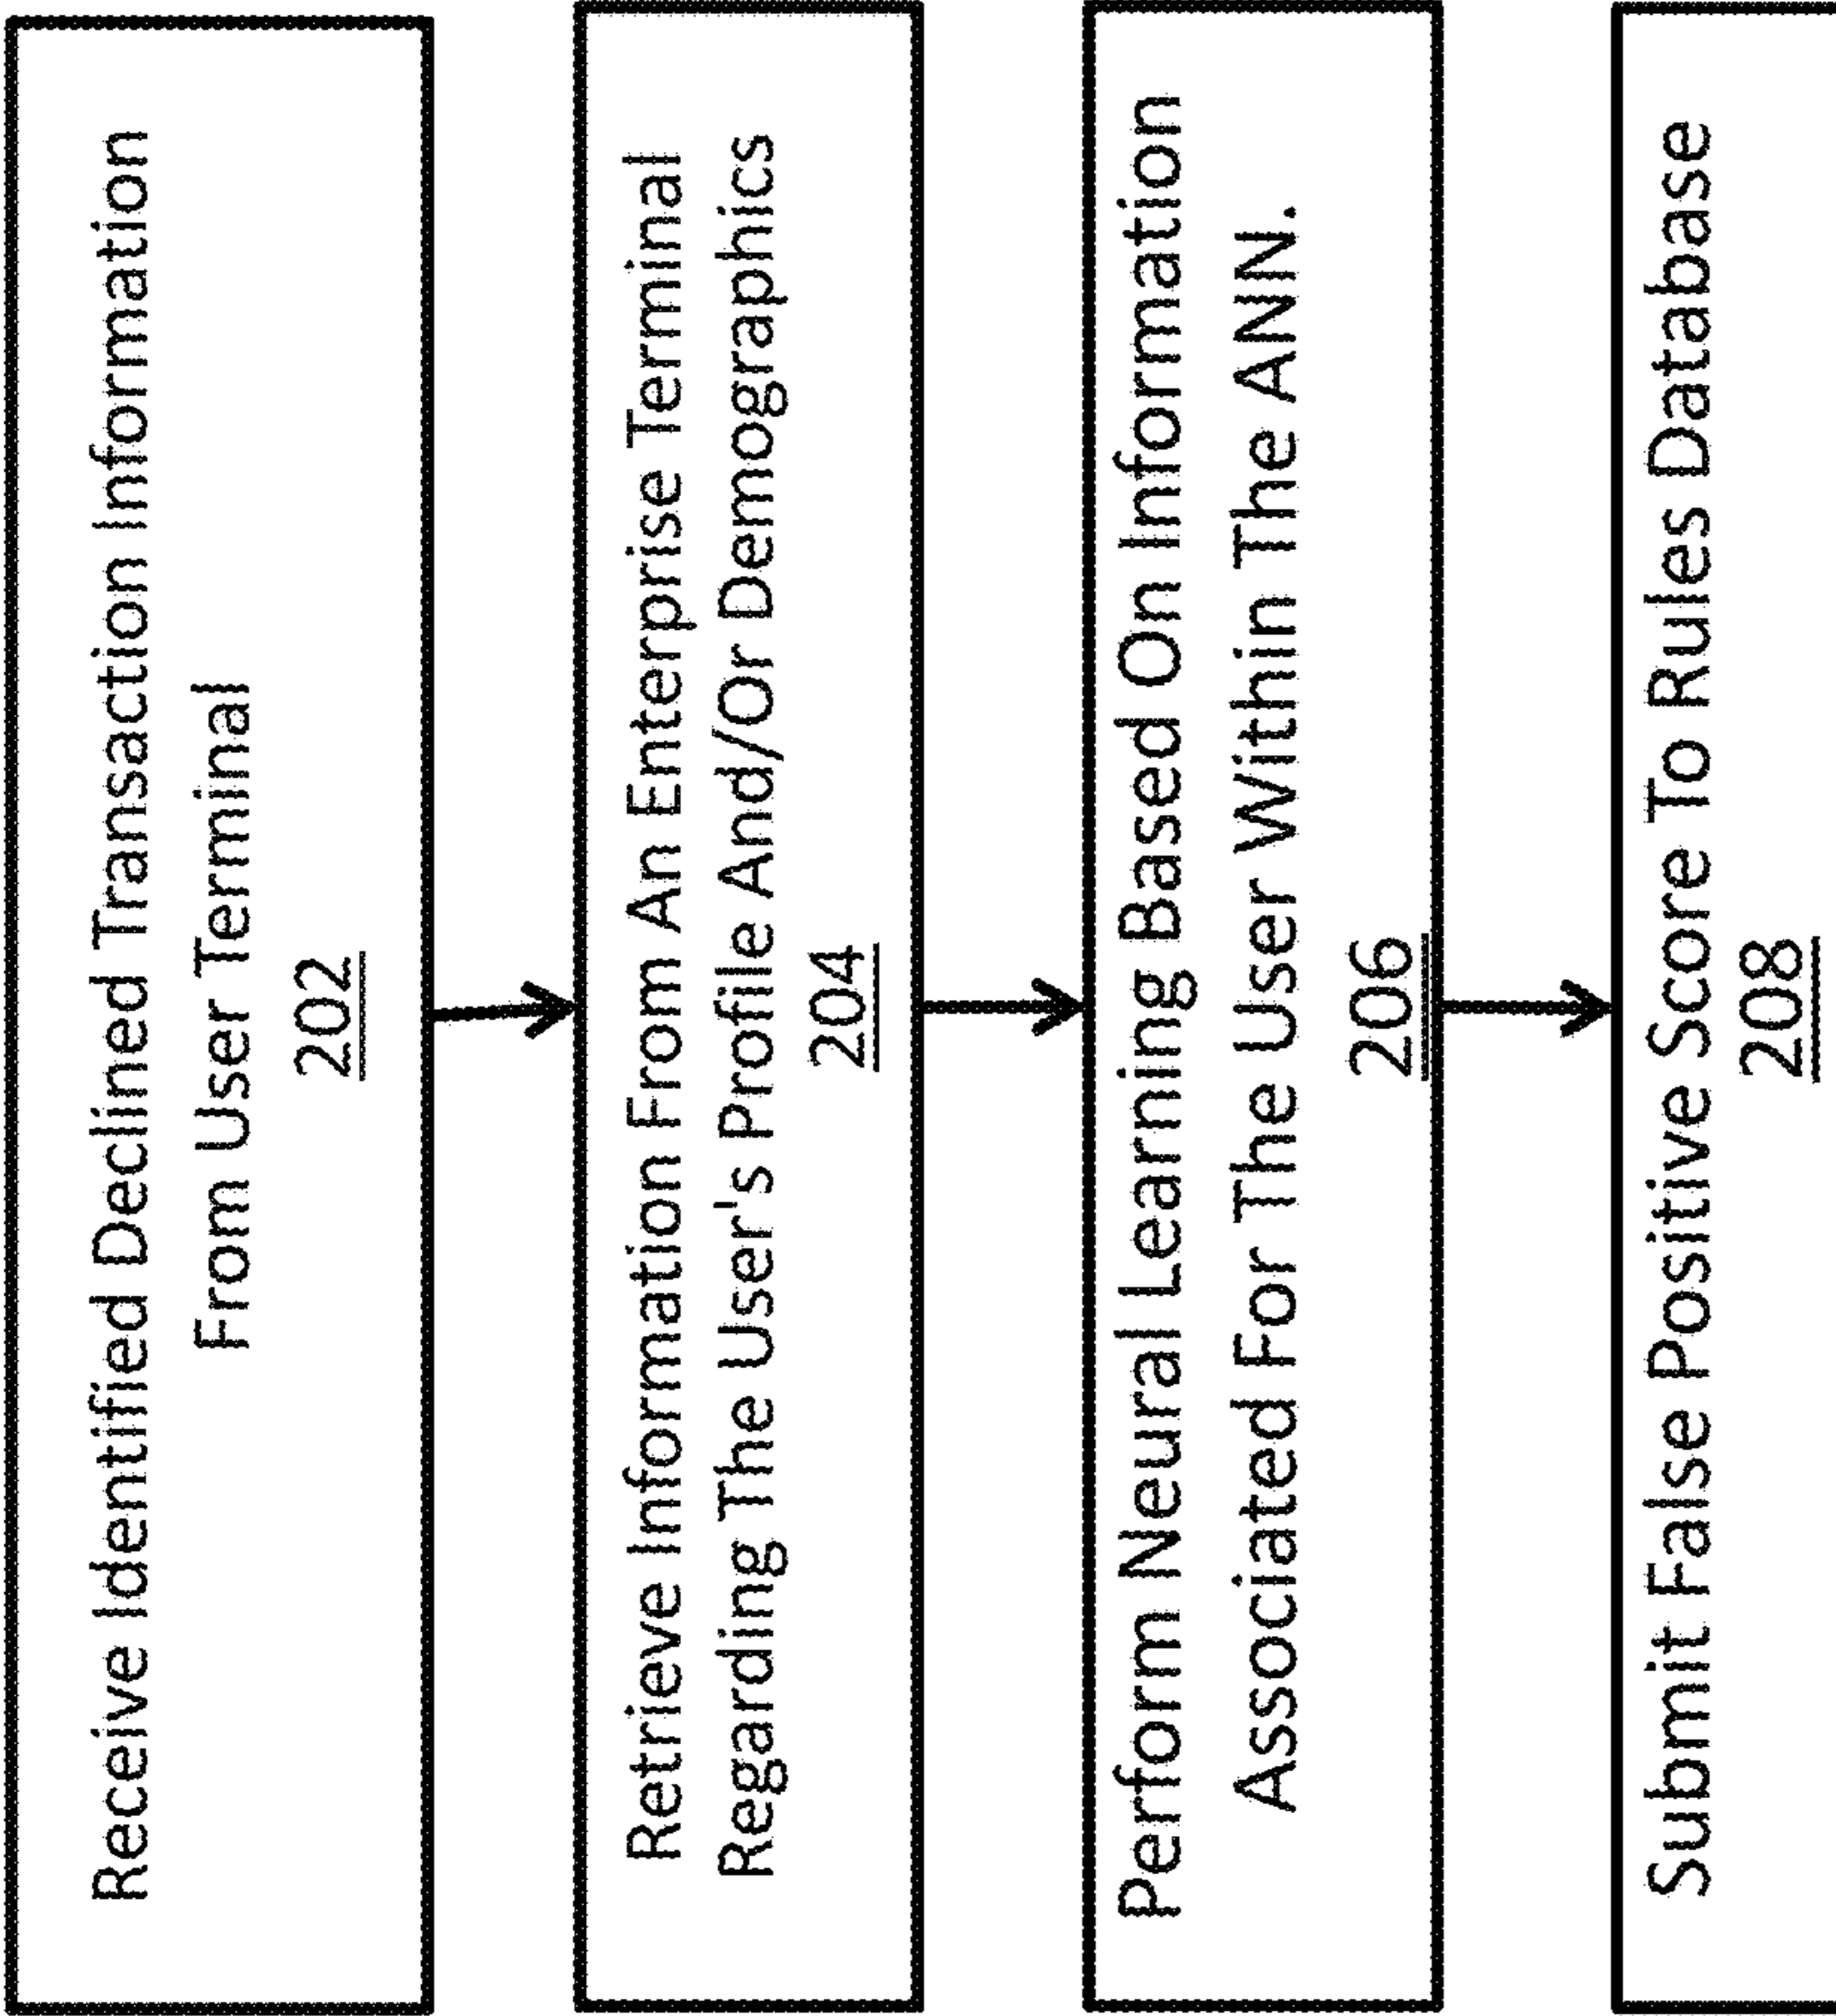 Receive Identified Declined Transaction Information
From User Terminal
202
Retrieve Information From An Enterprise Terminal
Regarding The User's Profile And/Or Demographics
204
Perform Neural Learning Based On Information
Associated For The User Within The ANN.
206
Submit False Positive Score To Rules Database
208